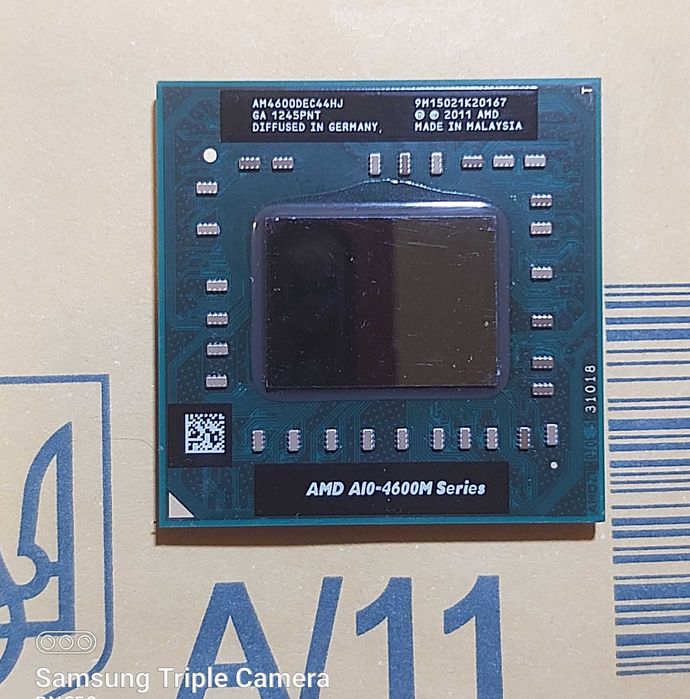 AM4600DEC44HJ
GA 1245PNT
DIFFUSED IN GERMANY
9M15021K20167
© 2011 AMD
MADE IN MALAYSIA
T
31018
AMD A10-4600M Series
A/11
Samsung Triple Camera